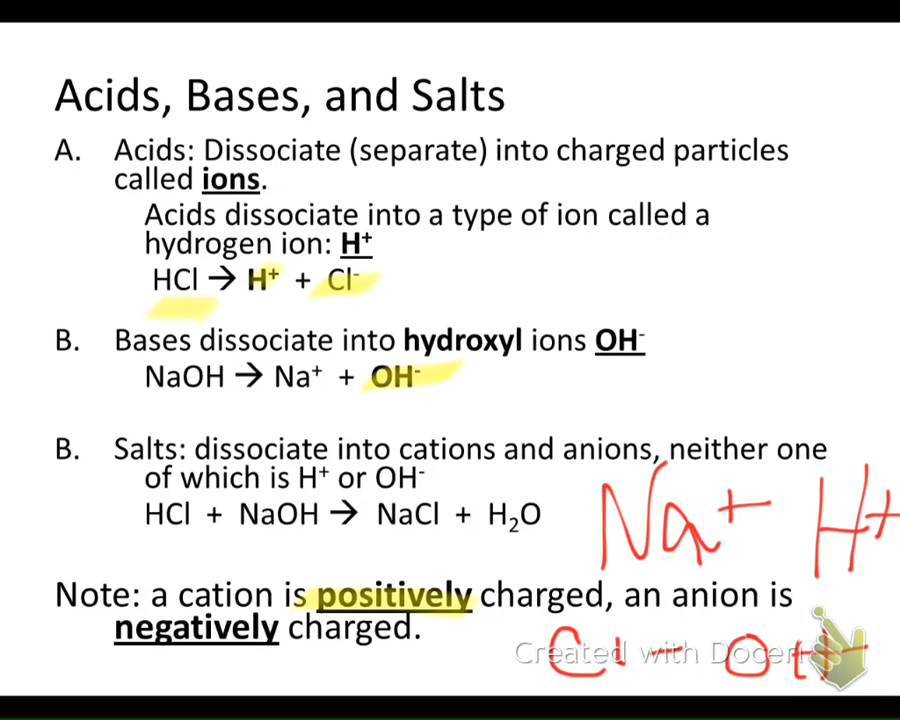 Acids, Bases, and Salts
A. Acids: Dissociate (separate) into charged particles
called ions.
Acids dissociate into a type of ion called a
hydrogen ion: H⁺
HCl → H⁺ + Cl⁻
B. Bases dissociate into hydroxyl ions OH⁻
NaOH → Na⁺ + OH⁻
B. Salts: dissociate into cations and anions, neither one
of which is H⁺ or OH⁻
HCl + NaOH → NaCl + H₂O
Na+ H+
Note: a cation is positively charged, an anion is
negatively charged.
Created with Doceri
Cl- OH-